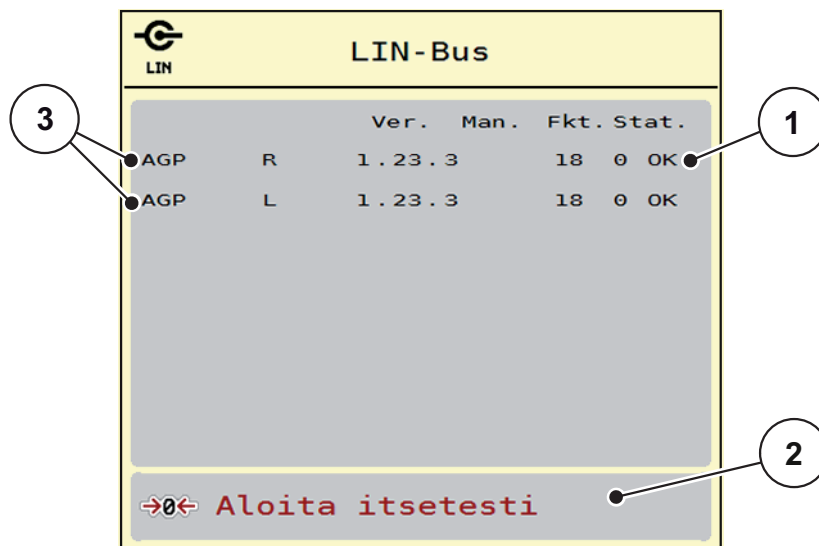 LIN
LIN-Bus
Ver. Man. Fkt. Stat.
AGP R 1.23.3 18 0 OK
AGP L 1.23.3 18 0 OK
→0← Aloita itsetesti
3
1
2